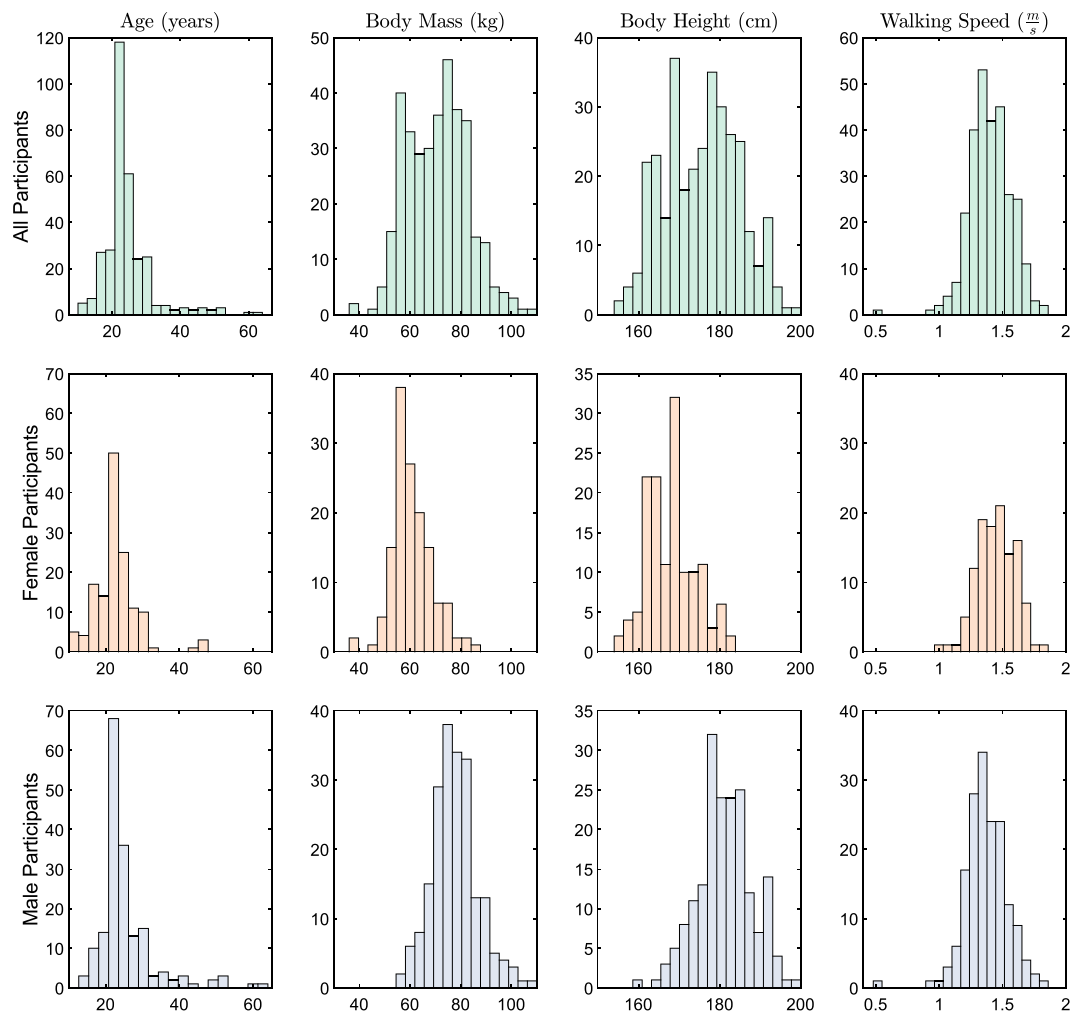 Age (years) Body Mass (kg) Body Height (cm) Walking Speed (m/s)
All Participants
120 100 80 60 40 20 0
20 40 60
50 40 30 20 10 0
60 80 100
40 30 20 10 0
160 180 200
60 50 40 30 20 10 0
0.5 1 1.5 2
Female Participants
70 60 50 40 30 20 10 0
20 40 60
40 30 20 10 0
60 80 100
35 30 25 20 15 10 5 0
160 180 200
40 30 20 10 0
0.5 1 1.5 2
Male Participants
70 60 50 40 30 20 10 0
20 40 60
40 30 20 10 0
60 80 100
35 30 25 20 15 10 5 0
160 180 200
40 30 20 10 0
0.5 1 1.5 2